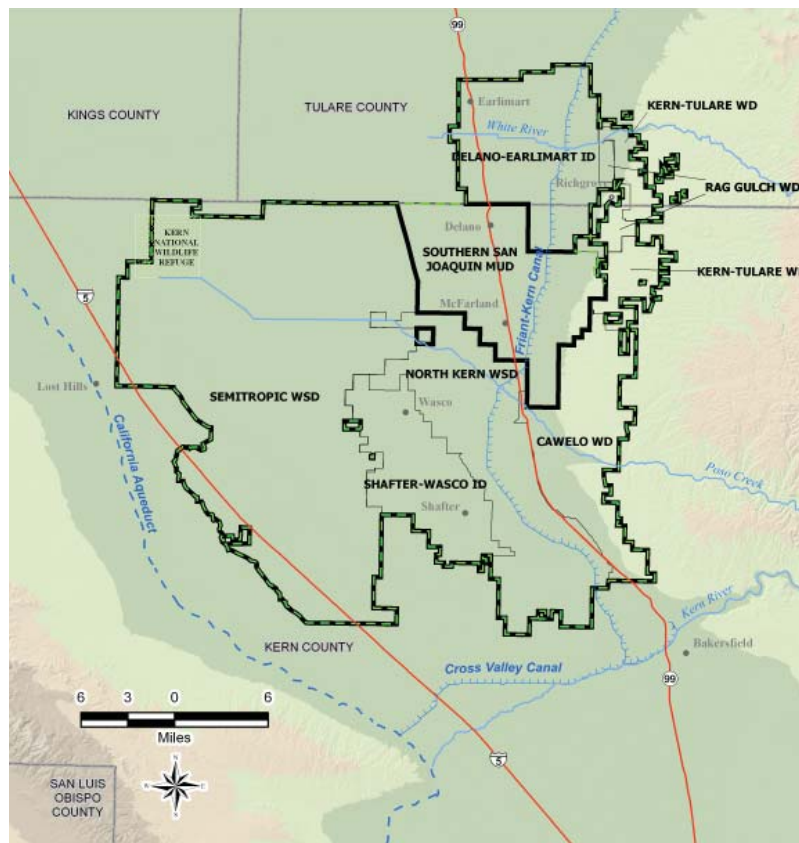 99
KINGS COUNTY
TULARE COUNTY
Earlimart
KERN-TULARE WD
White River
DELANO-EARLIMART ID
Richgrove
RAG GULCH WD
KERN
NATIONAL
WILDLIFE
REFUGE
Delano
SOUTHERN SAN
JOAQUIN MUD
KERN-TULARE W
5
McFarland
Friant-Kern Canal
Lost Hills
SEMITROPIC WSD
NORTH KERN WSD
Wasco
California Aqueduct
CAWELO WD
Poso Creek
SHAFTER-WASCO ID
Shafter
Kern River
KERN COUNTY
Bakersfield
Cross Valley Canal
99
6 3 0 6
Miles
5
N
SAN LUIS
OBISPO
COUNTY